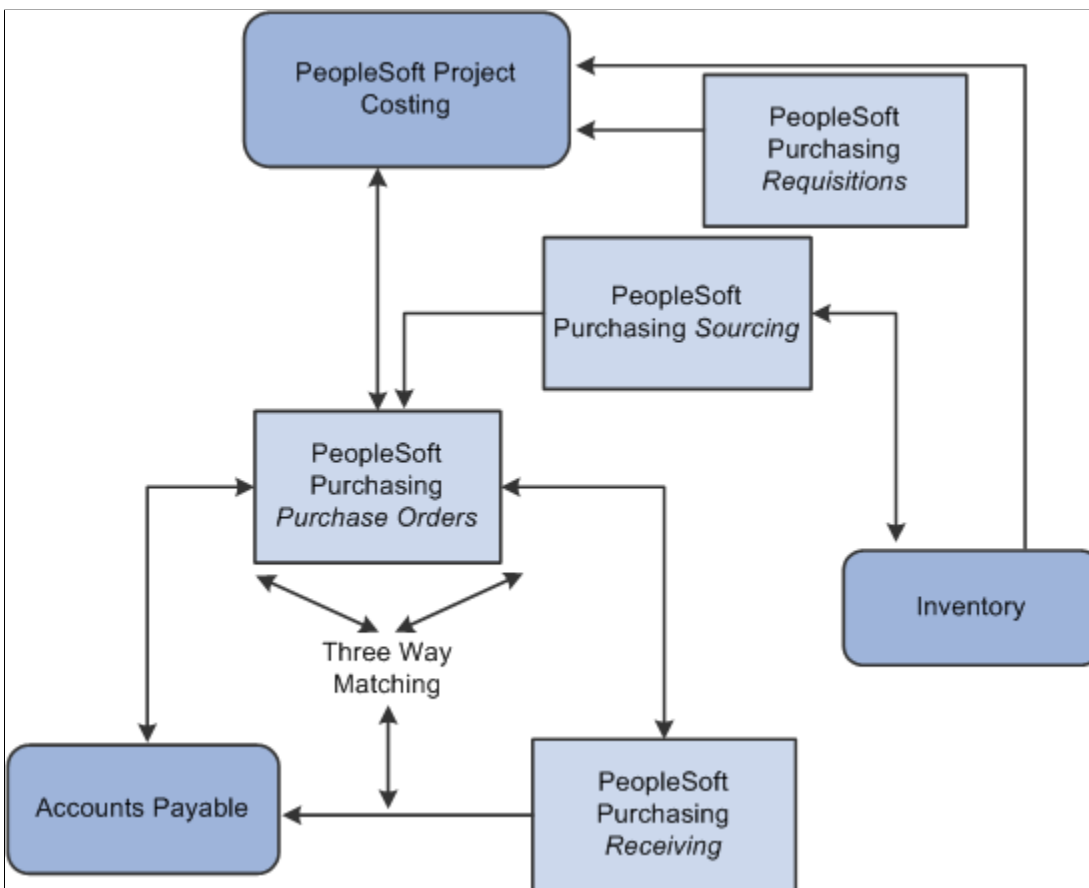 PeopleSoft Project
Costing
PeopleSoft
Purchasing
Requisitions
PeopleSoft
Purchasing Sourcing
PeopleSoft
Purchasing
Purchase Orders
Inventory
Three Way
Matching
Accounts Payable
PeopleSoft
Purchasing
Receiving